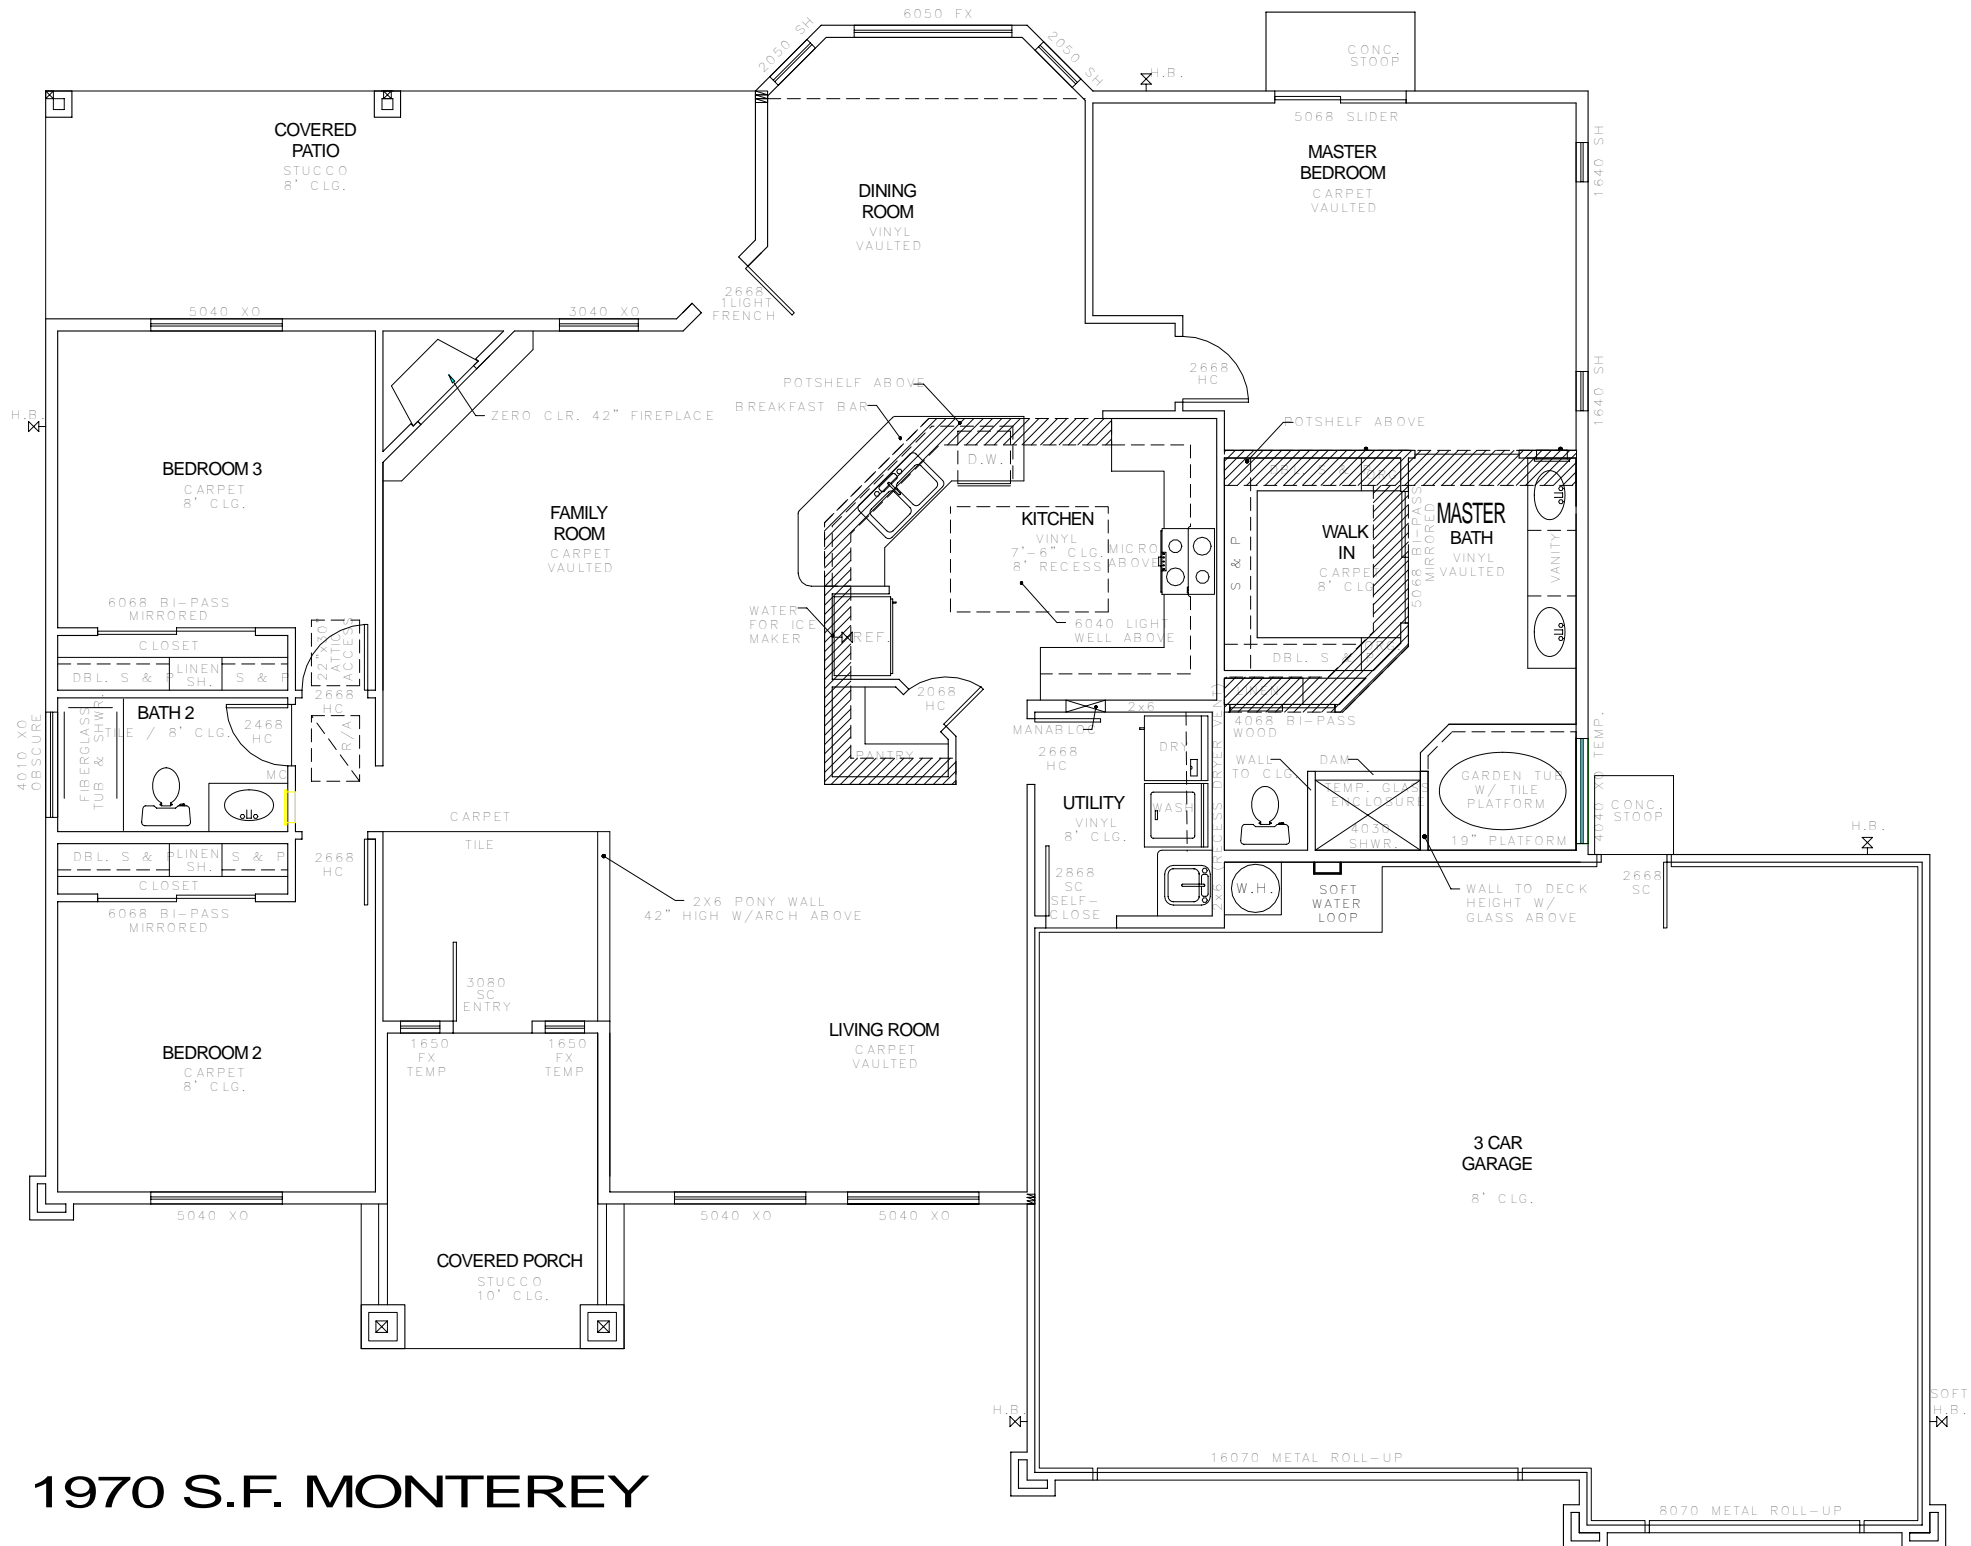 6050 FX
2050 SH
2050 SH
CONC.
STOOP
H.B.
5068 SLIDER
COVERED
PATIO
STUCCO
8' CLG.
MASTER
BEDROOM
CARPET
VAULTED
1640 SH
DINING
ROOM
VINYL
VAULTED
2668
1LIGHT
FRENCH
5040 XO
3040 XO
2668
HC
1640 SH
POTSHELF ABOVE
BREAKFAST BAR
ZERO CLR. 42" FIREPLACE
H.B.
POTSHELF ABOVE
D.W.
DBL. S & P
BEDROOM 3
CARPET
8' CLG.
FAMILY
ROOM
CARPET
VAULTED
KITCHEN
VINYL
7'-6" CLG.
8' RECESS
MICRO
ABOVE
S & P
WALK
IN
CARPET
8' CLG.
5068 BI-PASS
MIRRORED
MASTER
BATH
VINYL
VAULTED
VANITY
6068 BI-PASS
MIRRORED
WATER
FOR ICE
MAKER
REF.
6040 LIGHT
WELL ABOVE
CLOSET
22"x30"
ATTIC
ACCESS
DBL. S & P
LINEN
SH.
S & P
DBL. S &
LINEN
2668
HC
2068
HC
2x6
MANABLOC
4068 BI-PASS
WOOD
BATH 2
TILE / 8' CLG.
2468
HC
R/A
4010 XO
OBSCURE
FIBERGLASS
TUB & SHWR.
MC
PANTRY
2668
HC
DRY
2x6 (RECESS DRYER VENT)
WALL
TO CLG.
DAM
TEMP. GLASS
ENCLOSURE
4030
SHWR.
GARDEN TUB
W/ TILE
PLATFORM
19" PLATFORM
4040 XO TEMP.
CONC.
STOOP
H.B.
UTILITY
VINYL
8' CLG.
WASH
CARPET
TILE
DBL. S & P
LINEN
SH.
S & P
CLOSET
2668
HC
6068 BI-PASS
MIRRORED
2X6 PONY WALL
42" HIGH W/ARCH ABOVE
2868
SC
SELF-
CLOSE
W.H.
SOFT
WATER
LOOP
WALL TO DECK
HEIGHT W/
GLASS ABOVE
2668
SC
3080
SC
ENTRY
1650
FX
TEMP
1650
FX
TEMP
BEDROOM 2
CARPET
8' CLG.
LIVING ROOM
CARPET
VAULTED
3 CAR
GARAGE
8' CLG.
5040 XO
5040 XO
5040 XO
COVERED PORCH
STUCCO
10' CLG.
H.B.
SOFT
H.B.
16070 METAL ROLL-UP
8070 METAL ROLL-UP
1970 S.F. MONTEREY